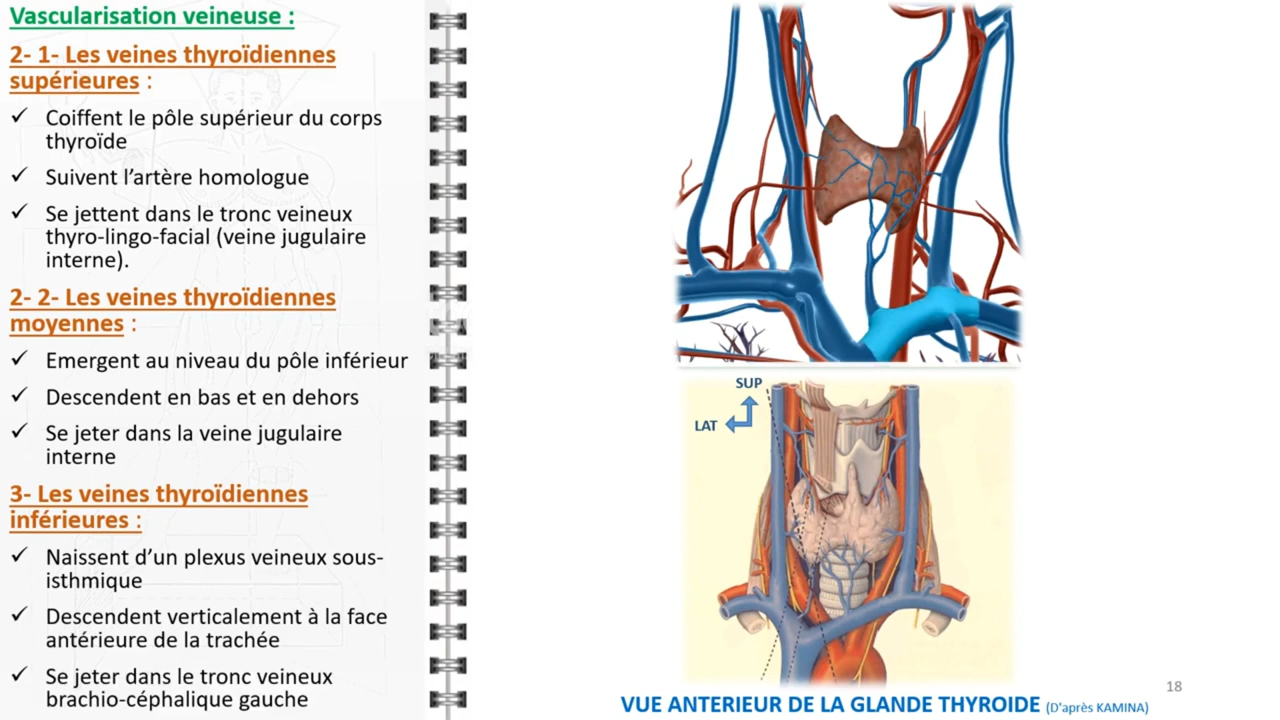 Vascularisation veineuse :
2- 1- Les veines thyroïdiennes
supérieures :
✓ Coiffent le pôle supérieur du corps
thyroïde
✓ Suivent l’artère homologue
✓ Se jettent dans le tronc veineux
thyro-lingo-facial (veine jugulaire
interne).
2- 2- Les veines thyroïdiennes
moyennes :
✓ Emergent au niveau du pôle inférieur
✓ Descendent en bas et en dehors
✓ Se jeter dans la veine jugulaire
interne
3- Les veines thyroïdiennes
inférieures :
✓ Naissent d’un plexus veineux sous-
isthmique
✓ Descendent verticalement à la face
antérieure de la trachée
✓ Se jeter dans le tronc veineux
brachio-céphalique gauche
SUP
LAT
VUE ANTERIEUR DE LA GLANDE THYROIDE (D'après KAMINA)
18